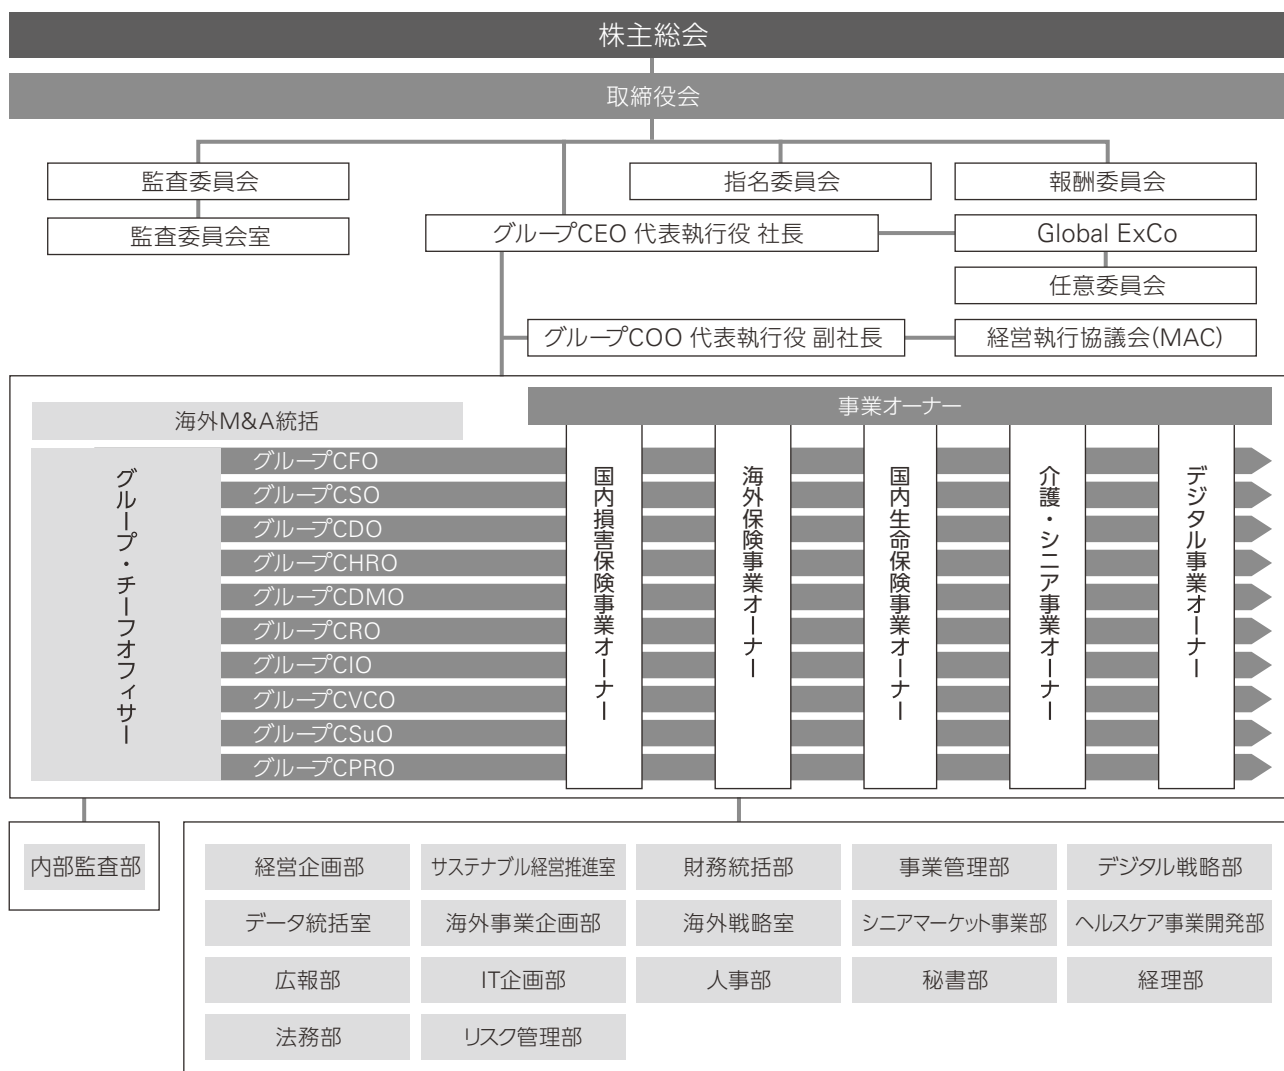 株主総会
取締役会
監査委員会
指名委員会
報酬委員会
監査委員会室
グループCEO 代表執行役 社長
Global ExCo
任意委員会
グループCOO 代表執行役 副社長
経営執行協議会(MAC)
海外M&A統括
事業オーナー
グループ・チーフオフィサー
グループCFO
グループCSO
グループCDO
グループCHRO
グループCDMO
グループCRO
グループCIO
グループCVCO
グループCSuO
グループCPRO
国内損害保険事業オーナー
海外保険事業オーナー
国内生命保険事業オーナー
介護・シニア事業オーナー
デジタル事業オーナー
内部監査部
経営企画部
サステナブル経営推進室
財務統括部
事業管理部
デジタル戦略部
データ統括室
海外事業企画部
海外戦略室
シニアマーケット事業部
ヘルスケア事業開発部
広報部
IT企画部
人事部
秘書部
経理部
法務部
リスク管理部